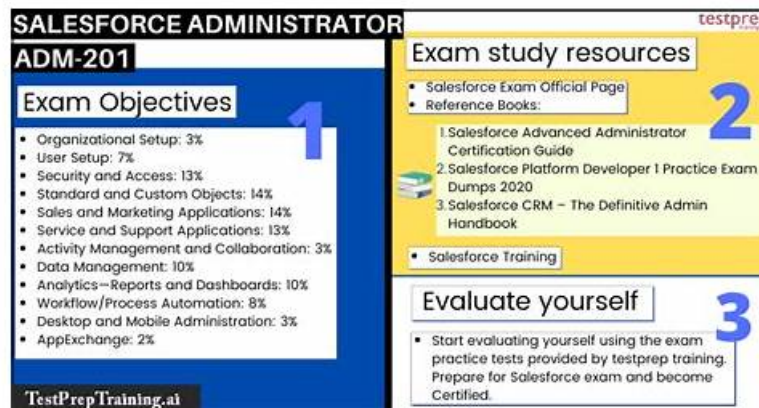 SALESFORCE ADMINISTRATOR
ADM-201
Exam Objectives
1
• Organizational Setup: 3%
• User Setup: 7%
• Security and Access: 13%
• Standard and Custom Objects: 14%
• Sales and Marketing Applications: 14%
• Service and Support Applications: 13%
• Activity Management and Collaboration: 3%
• Data Management: 10%
• Analytics—Reports and Dashboards: 10%
• Workflow/Process Automation: 8%
• Desktop and Mobile Administration: 3%
• AppExchange: 2%
TestPrepTraining.ai
testprep
Exam study resources
2
• Salesforce Exam Official Page
• Reference Books:
1. Salesforce Advanced Administrator
Certification Guide
2. Salesforce Platform Developer 1 Practice Exam
Dumps 2020
3. Salesforce CRM – The Definitive Admin
Handbook
• Salesforce Training
Evaluate yourself
3
• Start evaluating yourself using the exam
practice tests provided by testprep training.
Prepare for Salesforce exam and become
Certified.